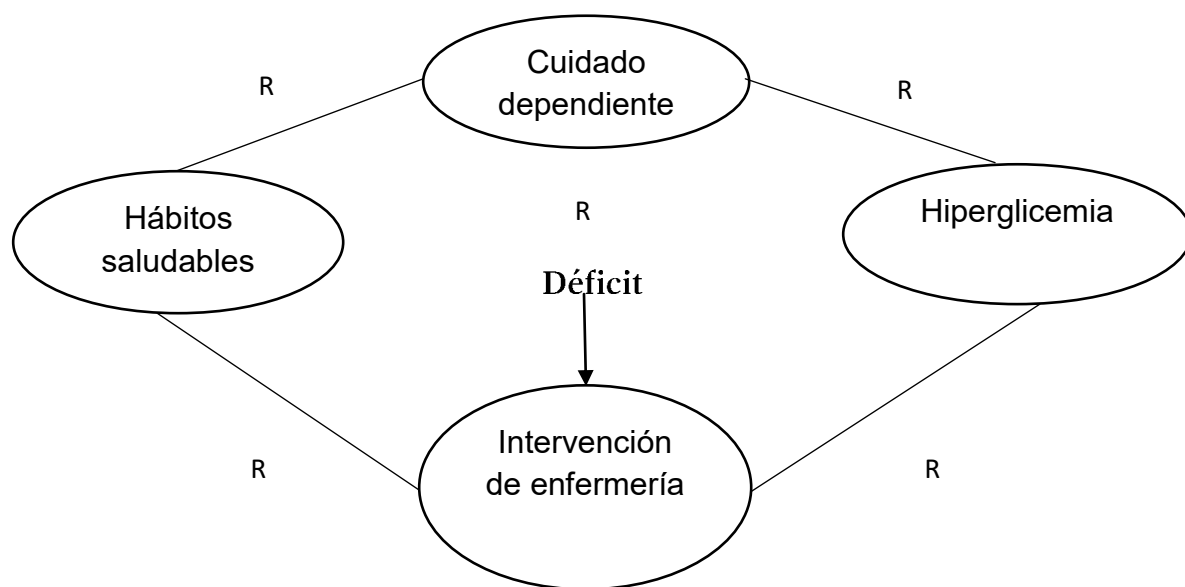 Cuidado
dependiente
R
R
Hábitos
saludables
R
Hiperglicemia
Déficit
Intervención
de enfermería
R
R